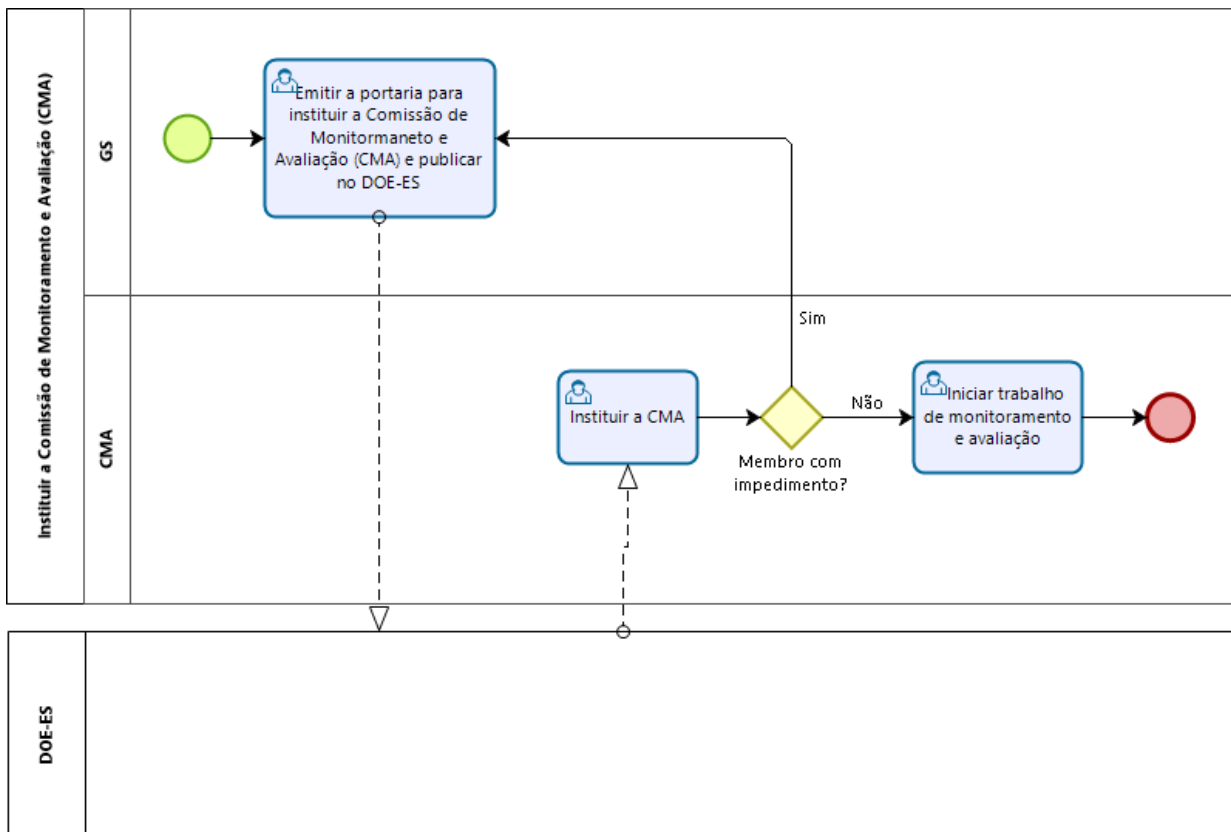 Instituir a Comissão de Monitoramento e Avaliação (CMA)
GS
Emitir a portaria para
instituir a Comissão de
Monitormaneto e
Avaliação (CMA) e publicar
no DOE-ES
CMA
Sim
Instituir a CMA
Membro com
impedimento?
Não
Iniciar trabalho
de monitoramento
e avaliação
DOE-ES